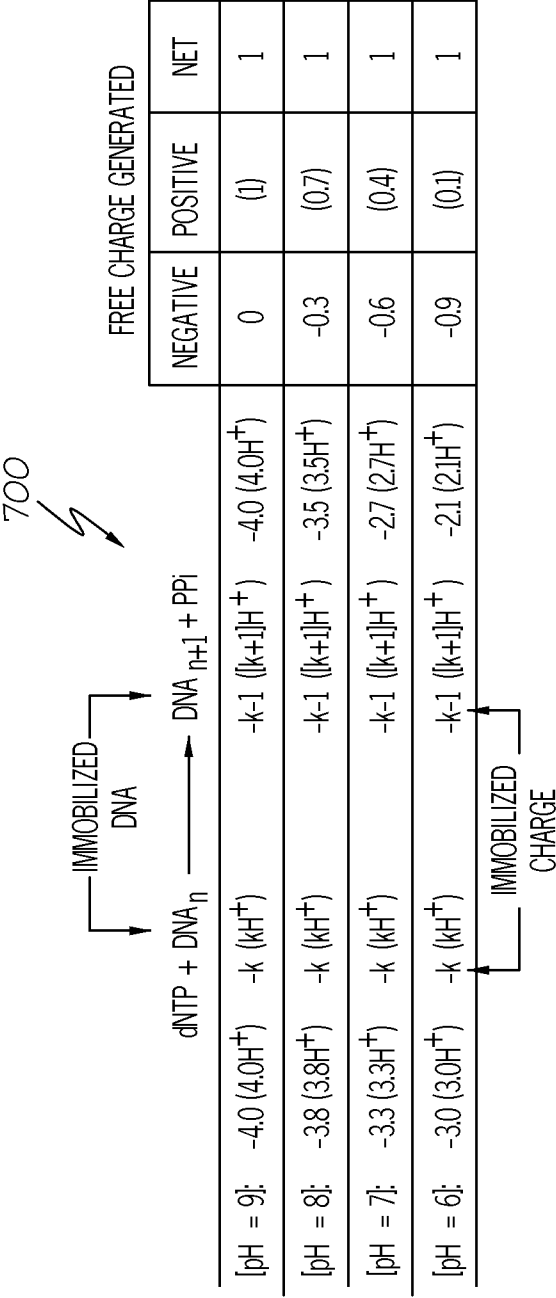 700
IMMOBILIZED
DNA
FREE CHARGE GENERATED
dNTP + DNAn DNA n+1 + PPi NEGATIVE POSITIVE NET
[pH = 9]: -4.0 (4.0H+) -k (kH+) -k-1 ([k+1]H+) -4.0 (4.0H+) 0 (1) 1
[pH = 8]: -3.8 (3.8H+) -k (kH+) -k-1 ([k+1]H+) -3.5 (3.5H+) -0.3 (0.7) 1
[pH = 7]: -3.3 (3.3H+) -k (kH+) -k-1 ([k+1]H+) -2.7 (2.7H+) -0.6 (0.4) 1
[pH = 6]: -3.0 (3.0H+) -k (kH+) -k-1 ([k+1]H+) -2.1 (2.1H+) -0.9 (0.1) 1
IMMOBILIZED
CHARGE